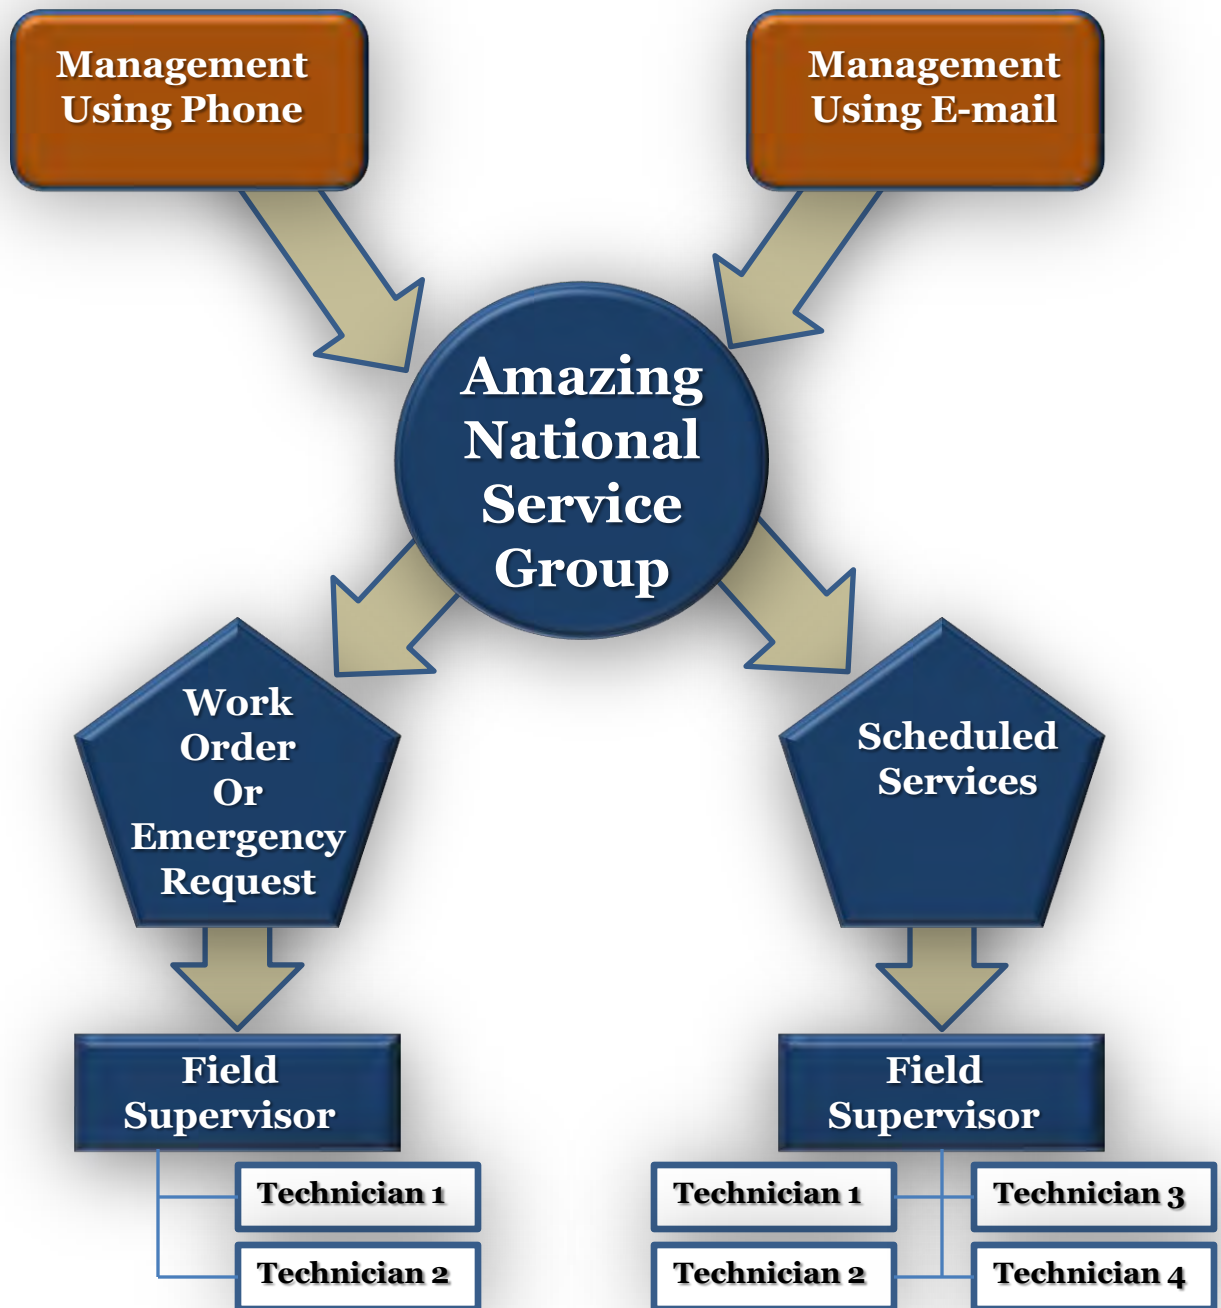 Management
Using Phone
Management
Using E-mail
Amazing
National
Service
Group
Work
Order
Or
Emergency
Request
Scheduled
Services
Field
Supervisor
Technician 1
Technician 2
Field
Supervisor
Technician 1
Technician 3
Technician 2
Technician 4